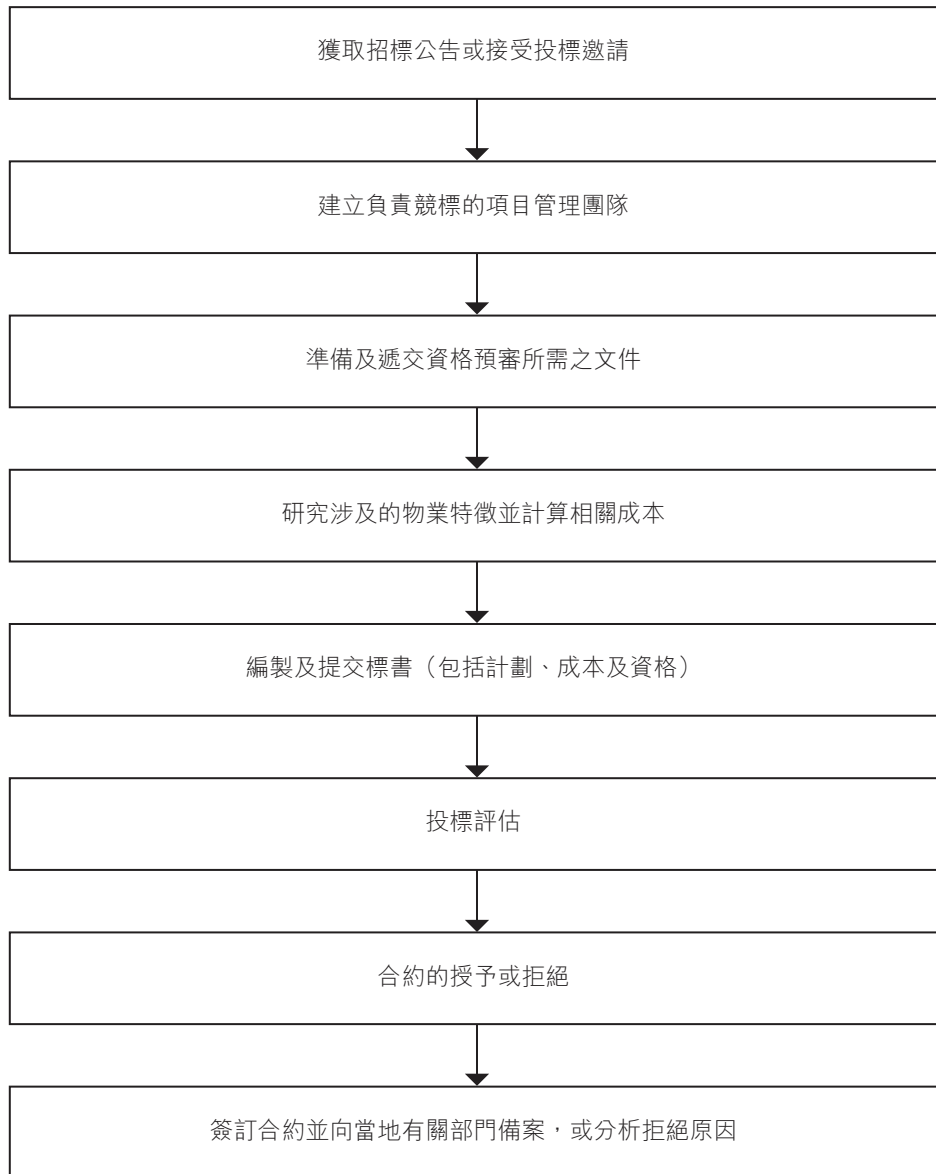 獲取招標公告或接受投標邀請
建立負責競標的項目管理團隊
準備及遞交資格預審所需之文件
研究涉及的物業特徵並計算相關成本
編製及提交標書（包括計劃、成本及資格）
投標評估
合約的授予或拒絕
簽訂合約並向當地有關部門備案，或分析拒絕原因